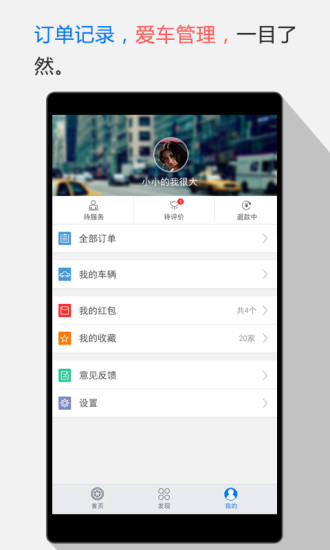 订单记录，爱车管理，一目了
然。
小小的我很大
待服务
1
待评价
退款中
全部订单
我的车辆
我的红包 共4个
我的收藏 20家
意见反馈
设置
首页 发现 我的